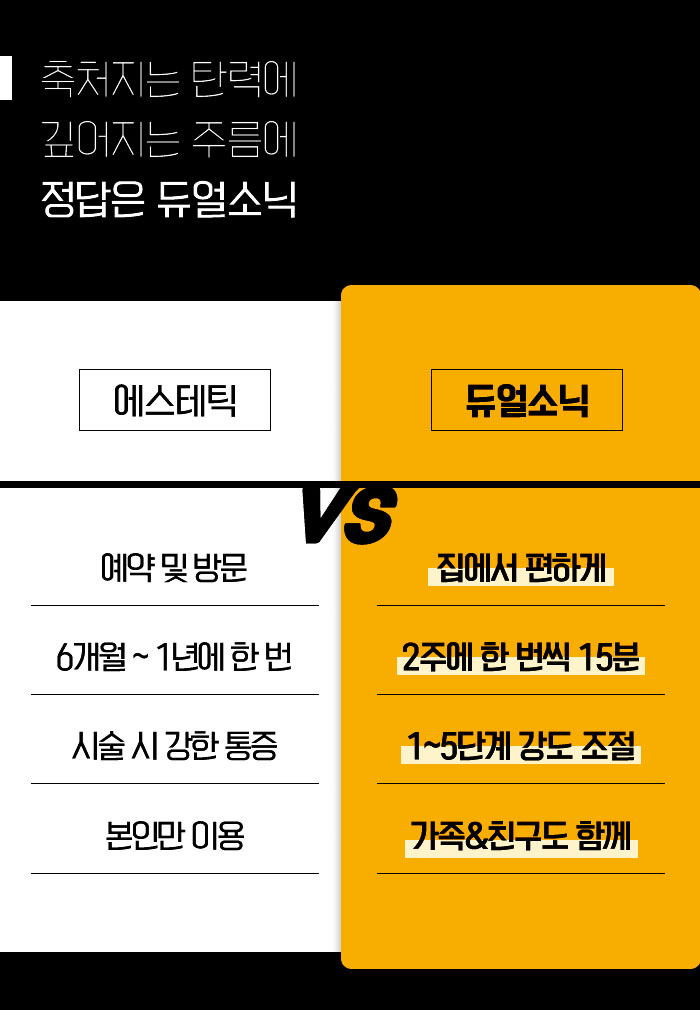 축처지는 탄력에
깊어지는 주름에
정답은 듀얼소닉
에스테틱
듀얼소닉
VS
예약 및 방문
집에서 편하게
6개월 ~ 1년에 한 번
2주에 한 번씩 15분
시술 시 강한 통증
1~5단계 강도 조절
본인만 이용
가족&친구도 함께